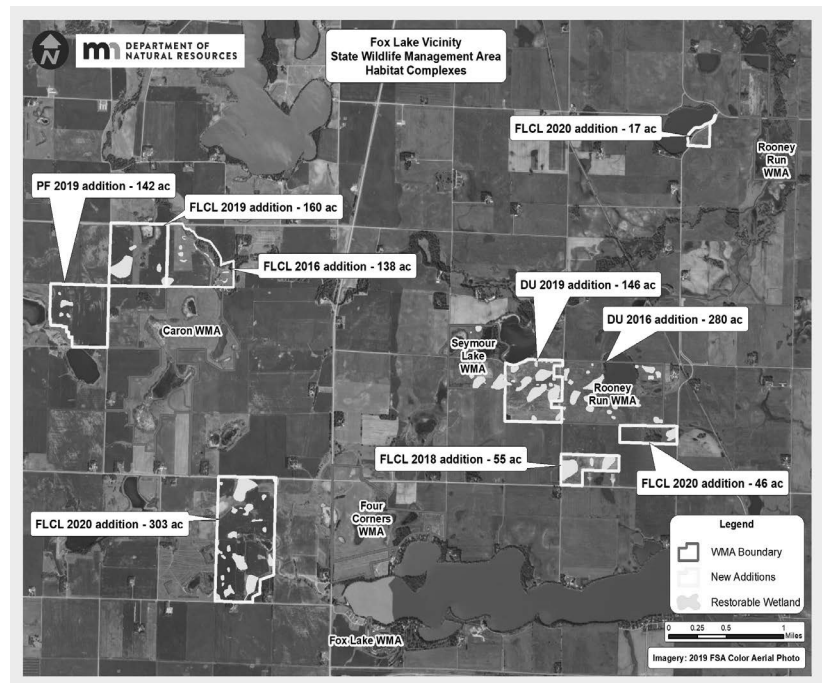 N
mn DEPARTMENT OF
NATURAL RESOURCES
Fox Lake Vicinity
State Wildlife Management Area
Habitat Complexes
FLCL 2020 addition - 17 ac
Rooney
Run
WMA
PF 2019 addition - 142 ac
FLCL 2019 addition - 160 ac
FLCL 2016 addition - 138 ac
DU 2019 addition - 146 ac
DU 2016 addition - 280 ac
Caron WMA
Seymour
Lake
WMA
Rooney
Run WMA
FLCL 2018 addition - 55 ac
FLCL 2020 addition - 46 ac
FLCL 2020 addition - 303 ac
Four
Corners
WMA
Fox Lake WMA
Legend
WMA Boundary
New Additions
Restorable Wetland
0 0.25 0.5 1
Miles
Imagery: 2019 FSA Color Aerial Photo